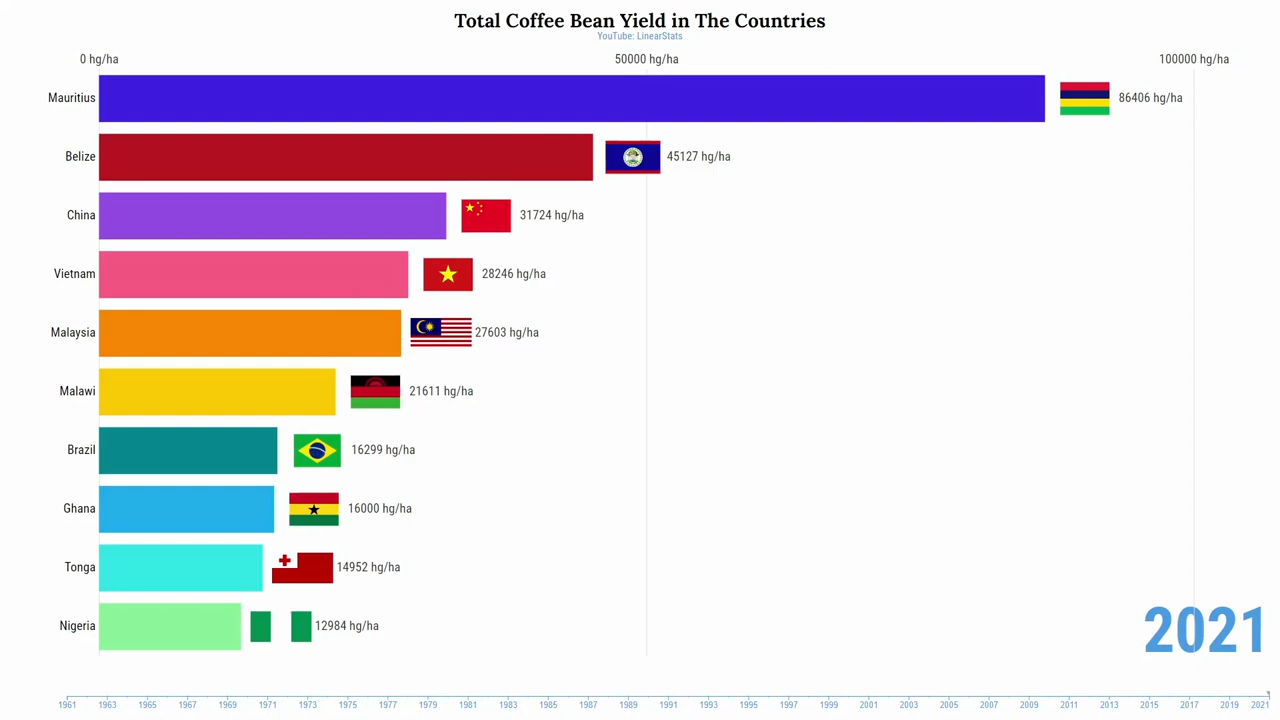 Total Coffee Bean Yield in The Countries
YouTube: LinearStats
0 hg/ha 50000 hg/ha 100000 hg/ha
Mauritius 86406 hg/ha
Belize 45127 hg/ha
China 31724 hg/ha
Vietnam 28246 hg/ha
Malaysia 27603 hg/ha
Malawi 21611 hg/ha
Brazil 16299 hg/ha
Ghana 16000 hg/ha
Tonga 14952 hg/ha
Nigeria 12984 hg/ha
2021
1961 1963 1965 1967 1969 1971 1973 1975 1977 1979 1981 1983 1985 1987 1989 1991 1993 1995 1997 1999 2001 2003 2005 2007 2009 2011 2013 2015 2017 2019 2021